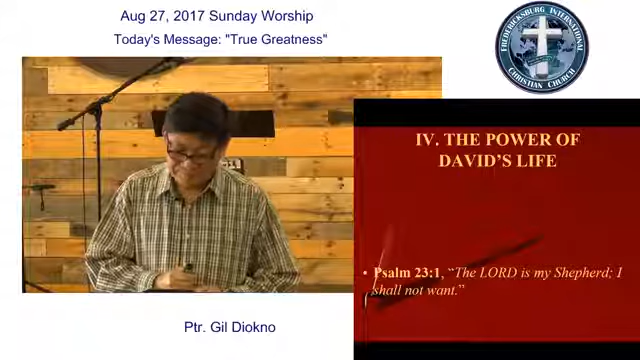 Aug 27, 2017 Sunday Worship
Today's Message: "True Greatness"
FREDERICKSBURG INTERNATIONAL
CHRISTIAN CHURCH
IV. THE POWER OF
DAVID'S LIFE
• Psalm 23:1, “The LORD is my Shepherd; I
shall not want.”
Ptr. Gil Diokno